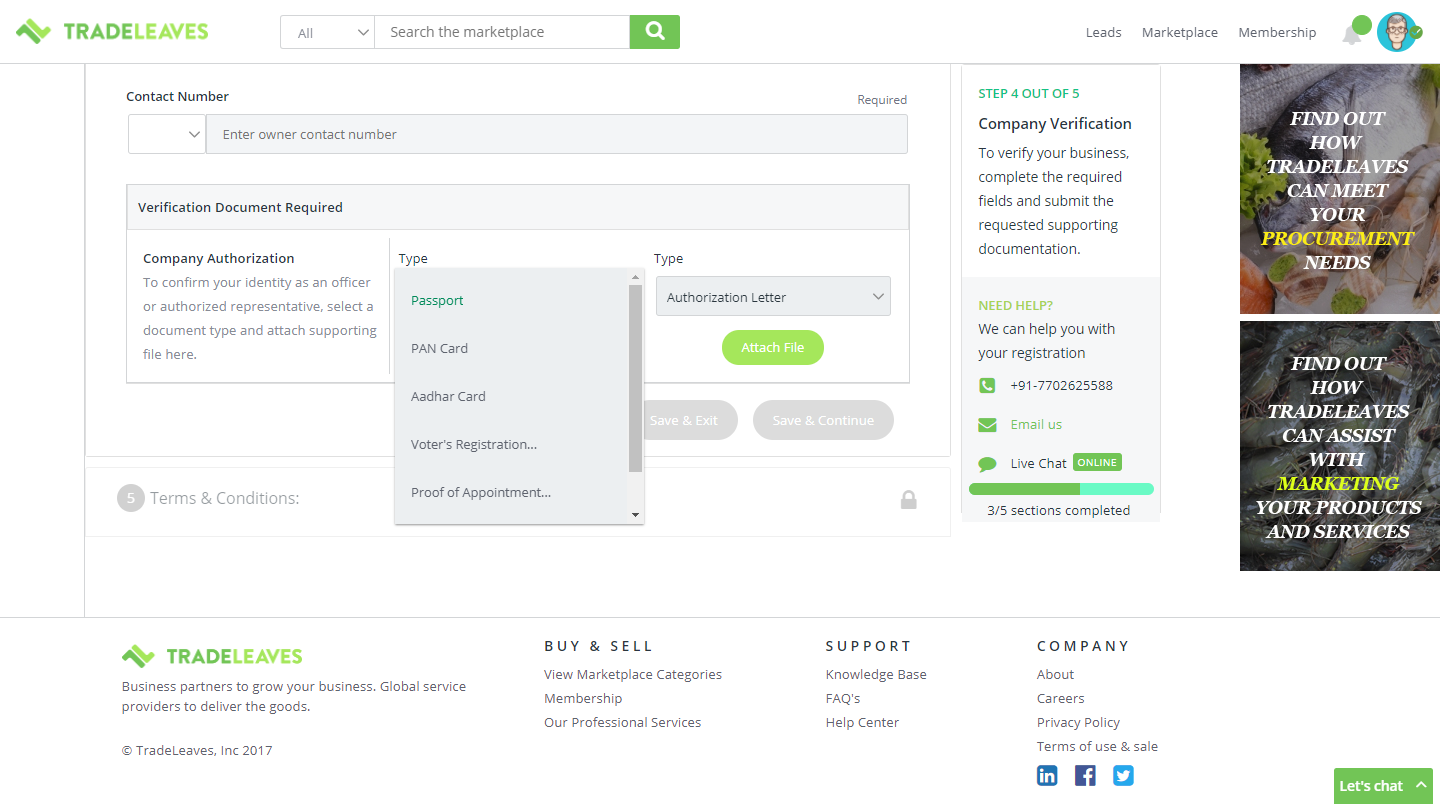 TRADELEAVES
All
Search the marketplace
Leads
Marketplace
Membership
Contact Number
Required
Enter owner contact number
Verification Document Required
Company Authorization
To confirm your identity as an officer
or authorized representative, select a
document type and attach supporting
file here.
Type
Passport
PAN Card
Aadhar Card
Voter's Registration...
Proof of Appointment...
Type
Authorization Letter
Attach File
Save & Exit
Save & Continue
5 Terms & Conditions:
STEP 4 OUT OF 5
Company Verification
To verify your business,
complete the required
fields and submit the
requested supporting
documentation.
NEED HELP?
We can help you with
your registration
+91-7702625588
Email us
Live Chat ONLINE
3/5 sections completed
FIND OUT
HOW
TRADELEAVES
CAN MEET
YOUR
PROCUREMENT
NEEDS
FIND OUT
HOW
TRADELEAVES
CAN ASSIST
WITH
MARKETING
YOUR PRODUCTS
AND SERVICES
TRADELEAVES
Business partners to grow your business. Global service
providers to deliver the goods.
© TradeLeaves, Inc 2017
BUY & SELL
View Marketplace Categories
Membership
Our Professional Services
SUPPORT
Knowledge Base
FAQ's
Help Center
COMPANY
About
Careers
Privacy Policy
Terms of use & sale
Let's chat